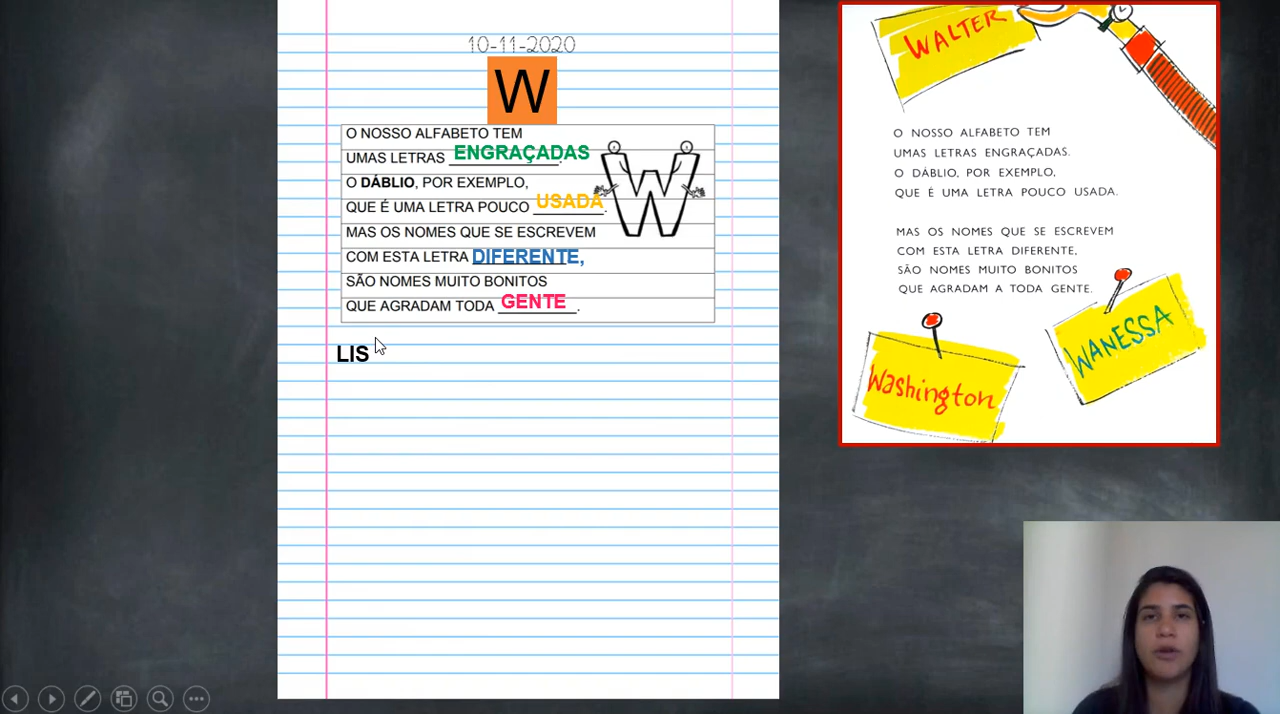 10-11-2020
W
O NOSSO ALFABETO TEM
UMAS LETRAS ENGRAÇADAS.
O DÁBLIO, POR EXEMPLO,
QUE É UMA LETRA POUCO USADA.
MAS OS NOMES QUE SE ESCREVEM
COM ESTA LETRA DIFERENTE,
SÃO NOMES MUITO BONITOS
QUE AGRADAM TODA GENTE.
W
LIS
WALTER
O NOSSO ALFABETO TEM
UMAS LETRAS ENGRAÇADAS.
O DÁBLIO, POR EXEMPLO,
QUE É UMA LETRA POUCO USADA.
MAS OS NOMES QUE SE ESCREVEM
COM ESTA LETRA DIFERENTE,
SÃO NOMES MUITO BONITOS
QUE AGRADAM A TODA GENTE.
WANESSA
Washington